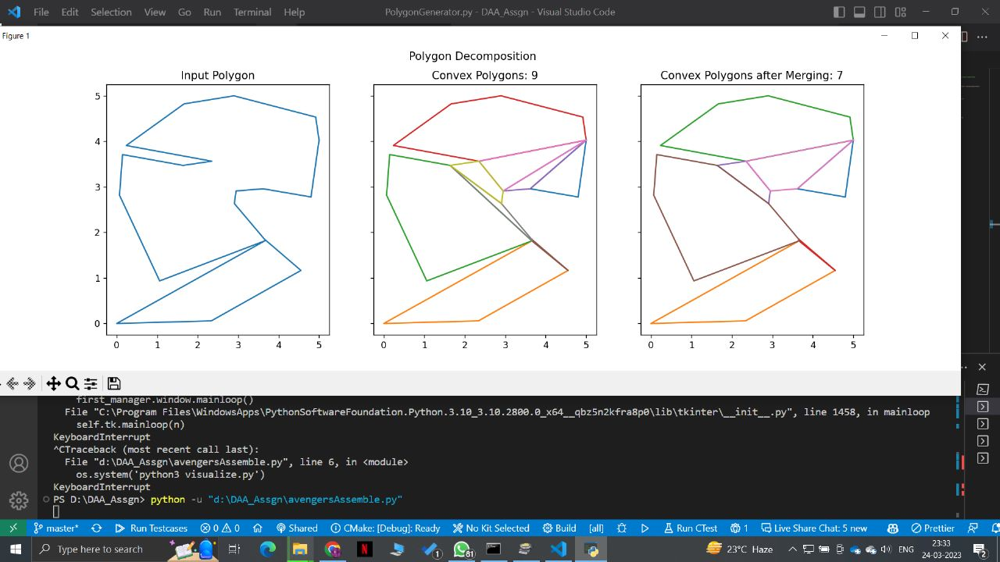 File Edit Selection View Go Run Terminal Help PolygonGenerator.py - DAA_Assgn - Visual Studio Code
Figure 1
Polygon Decomposition
Input Polygon Convex Polygons: 9 Convex Polygons after Merging: 7
5
4
3
2
1
0
0 1 2 3 4 5 0 1 2 3 4 5 0 1 2 3 4 5
first_manager.window.mainloop()
File "C:\Program Files\WindowsApps\PythonSoftwareFoundation.Python.3.10_3.10.2800.0_x64__qbz5n2kfra8p0\lib\tkinter\__init__.py", line 1458, in mainloop
self.tk.mainloop(n)
KeyboardInterrupt
^CTraceback (most recent call last):
File "d:\DAA_Assgn\avengersAssemble.py", line 6, in <module>
os.system('python3 visualize.py')
KeyboardInterrupt
PS D:\DAA_Assgn> python -u "d:\DAA_Assgn\avengersAssemble.py"
master* Run Testcases 0 0 Shared CMake: [Debug]: Ready No Kit Selected Build [all] Run CTest 1 Live Share Chat: 5 new Prettier
Type here to search 81 1 23°C Haze ENG 23:33
24-03-2023 2